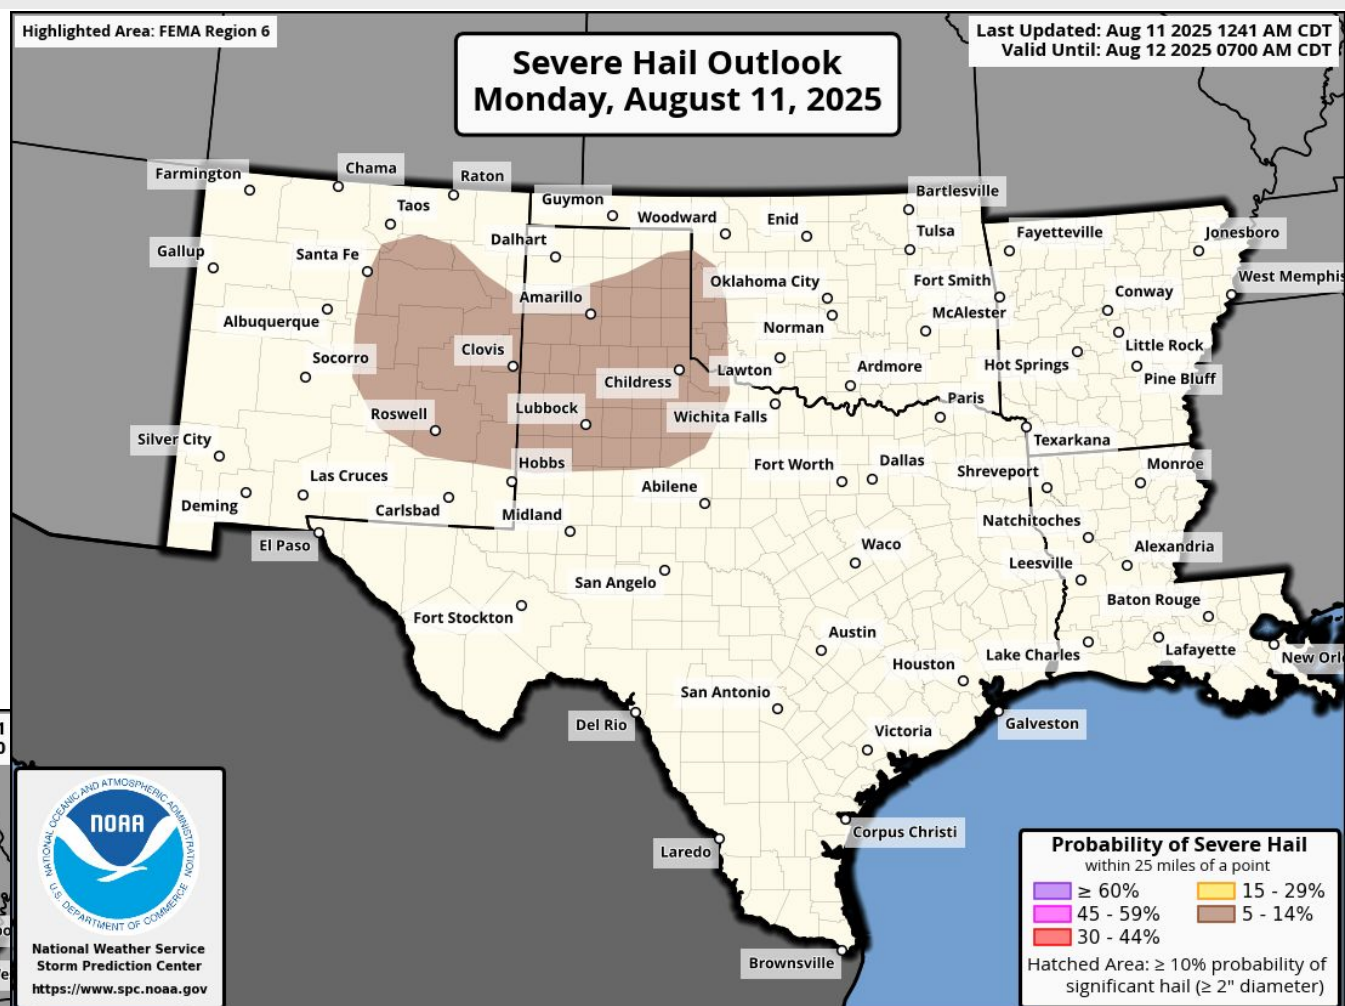 Highlighted Area: FEMA Region 6
Last Updated: Aug 11 2025 1241 AM CDT
Valid Until: Aug 12 2025 0700 AM CDT
Severe Hail Outlook
Monday, August 11, 2025
Farmington
Chama
Raton
Taos
Guymon
Woodward
Enid
Bartlesville
Tulsa
Fayetteville
Jonesboro
Gallup
Santa Fe
Dalhart
Oklahoma City
Fort Smith
West Memphis
Albuquerque
Amarillo
Norman
McAlester
Conway
Little Rock
Socorro
Clovis
Childress
Lawton
Ardmore
Hot Springs
Pine Bluff
Roswell
Lubbock
Wichita Falls
Paris
Texarkana
Silver City
Las Cruces
Hobbs
Fort Worth
Dallas
Shreveport
Monroe
Deming
Carlsbad
Midland
Abilene
Natchitoches
El Paso
San Angelo
Waco
Leesville
Alexandria
Fort Stockton
Baton Rouge
Austin
Houston
Lake Charles
Lafayette
New Orl
San Antonio
Del Rio
Victoria
Galveston
Laredo
Corpus Christi
Brownsville
NATIONAL OCEANIC AND ATMOSPHERIC ADMINISTRATION
NOAA
U.S. DEPARTMENT OF COMMERCE
National Weather Service
Storm Prediction Center
https://www.spc.noaa.gov
Probability of Severe Hail
within 25 miles of a point
≥ 60%
15 - 29%
45 - 59%
5 - 14%
30 - 44%
Hatched Area: ≥ 10% probability of
significant hail (≥ 2" diameter)